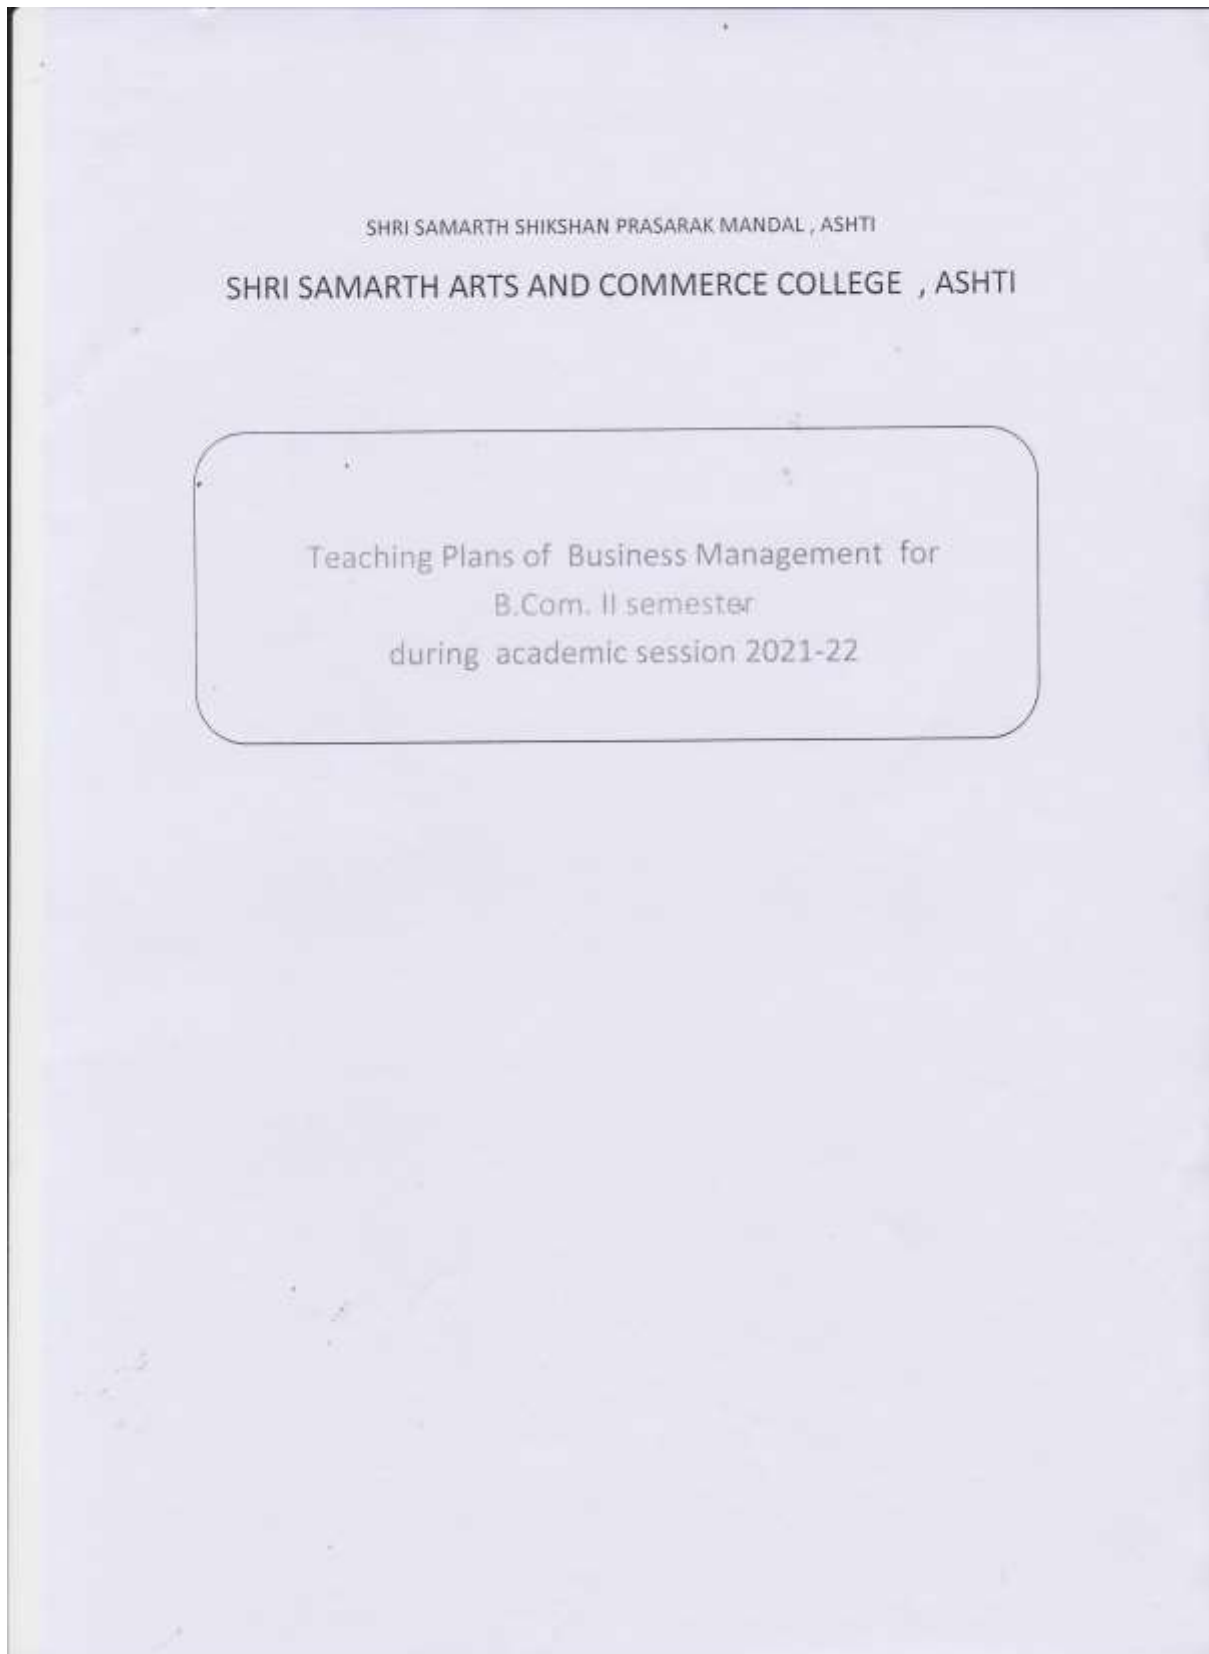 SHRI SAMARTH SHIKSHAN PRASARAK MANDAL , ASHTI
SHRI SAMARTH ARTS AND COMMERCE COLLEGE , ASHTI
Teaching Plans of Business Management for
B.Com. II semester
during academic session 2021-22